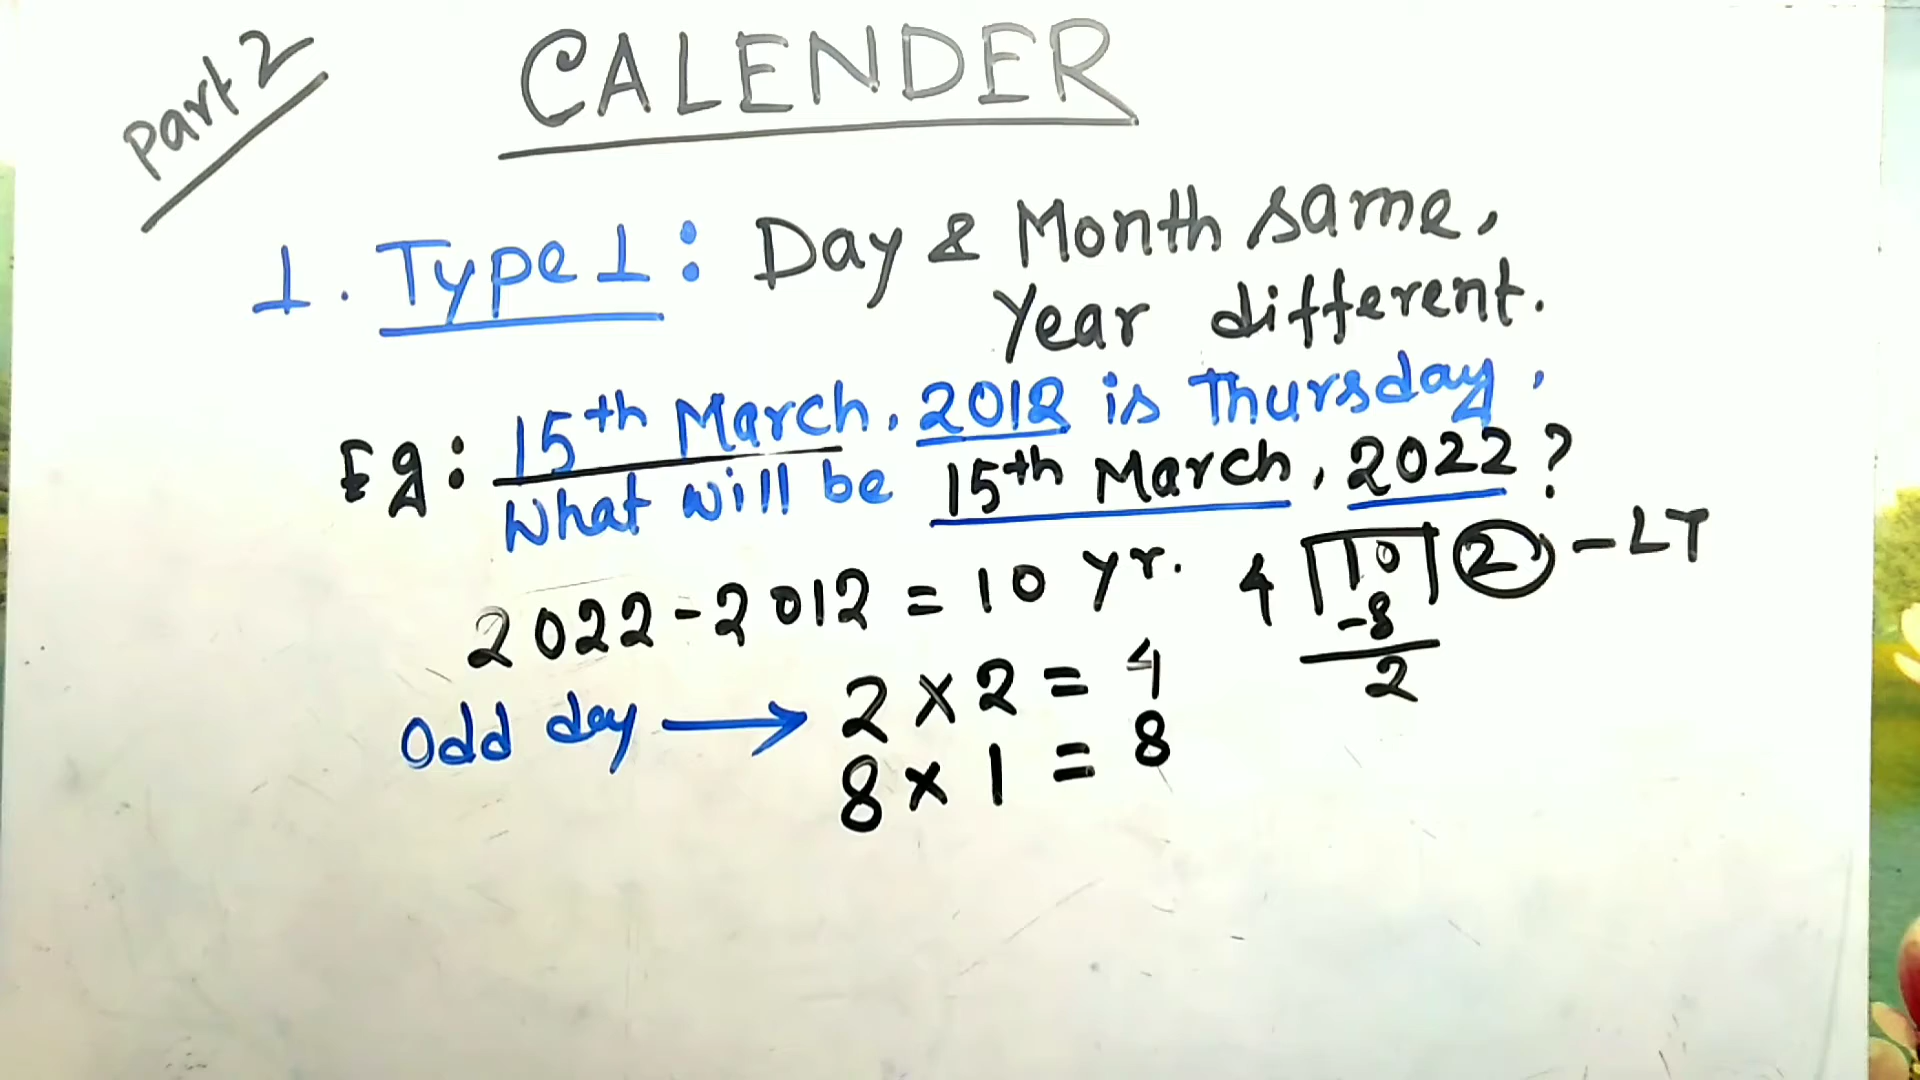 Part 2
CALENDER
1. Type 1: Day & Month same,
Year different.
Eg: 15th March, 2012 is Thursday,
What will be 15th March, 2022?
2022-2012 = 10 yr.
4 10 2 - LT
-8
2
Odd day → 2 × 2 = 4
8 × 1 = 8